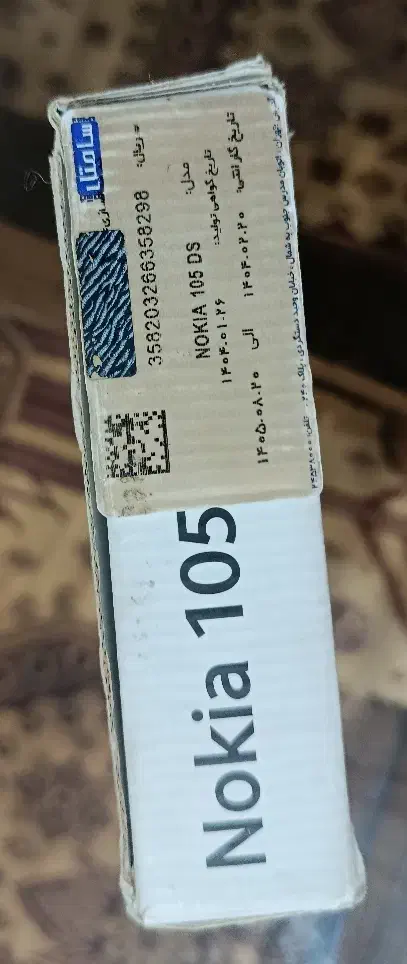 سامتل
سریال:
358203266358298
مدل:
NOKIA 105 DS
تاریخ گواهی تولید:
۱۴۰۴.۰۱.۲۶
تاریخ گارانتی:
۱۴۰۴.۰۲.۲۰ الی ۱۴۰۵.۰۸.۲۰
Nokia 105